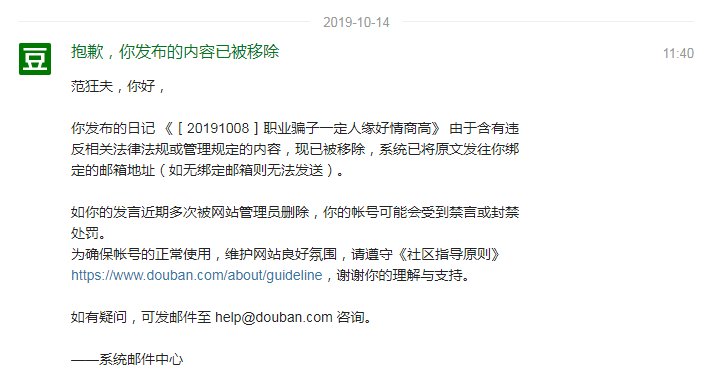 2019-10-14
豆
抱歉，你发布的内容已被移除 11:40
范狂夫，你好，
你发布的日记 《［20191008］职业骗子一定人缘好情商高》 由于含有违
反相关法律法规或管理规定的内容，现已被移除，系统已将原文发往你绑
定的邮箱地址（如无绑定邮箱则无法发送）。
如你的发言近期多次被网站管理员删除，你的帐号可能会受到禁言或封禁
处罚。
为确保帐号的正常使用，维护网站良好氛围，请遵守《社区指导原则》
https://www.douban.com/about/guideline，谢谢你的理解与支持。
如有疑问，可发邮件至 help@douban.com 咨询。
——系统邮件中心